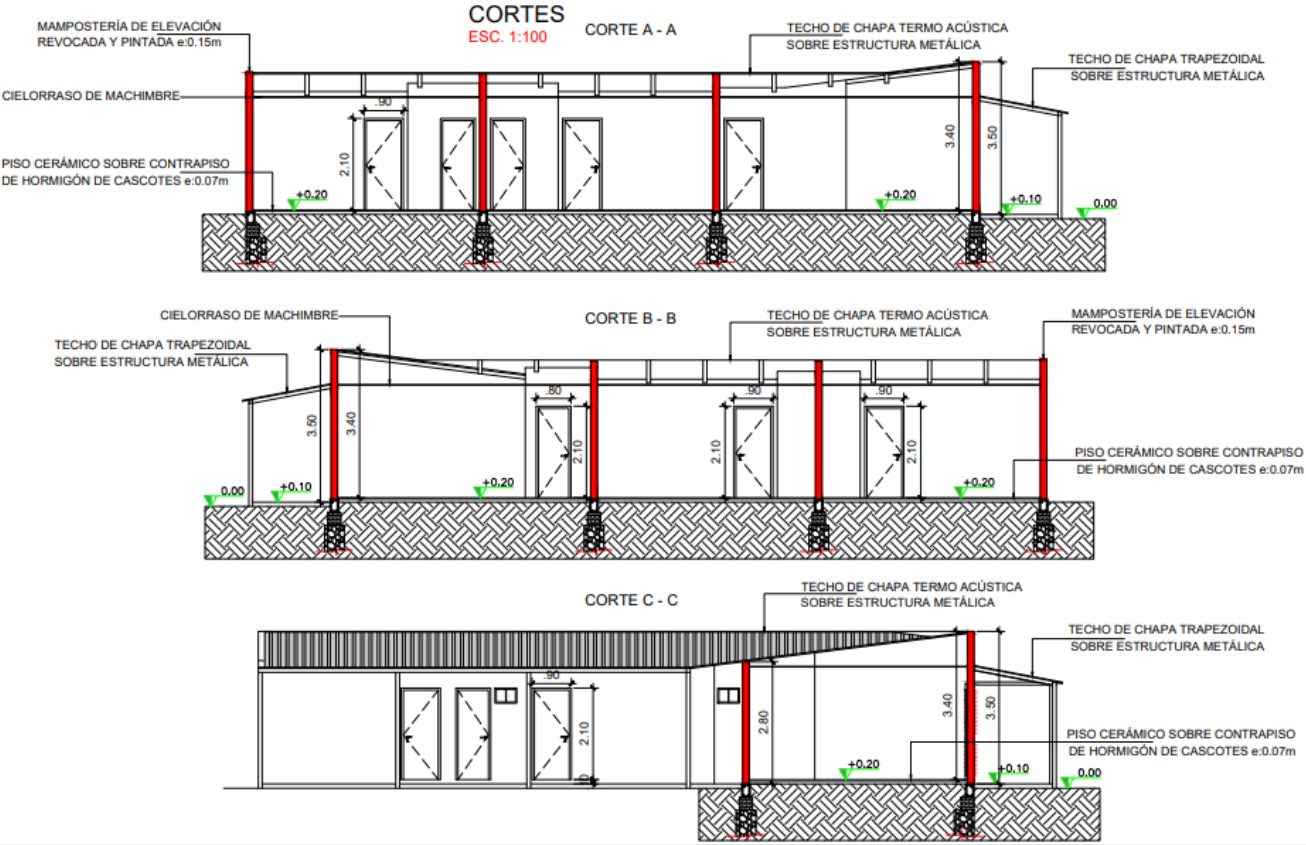 CORTES
ESC. 1:100
CORTE A - A
MAMPOSTERÍA DE ELEVACIÓN
REVOCADA Y PINTADA e:0.15m
TECHO DE CHAPA TERMO ACÚSTICA
SOBRE ESTRUCTURA METÁLICA
TECHO DE CHAPA TRAPEZOIDAL
SOBRE ESTRUCTURA METÁLICA
CIELORRASO DE MACHIMBRE
.90
2.10
3.40
3.50
PISO CERÁMICO SOBRE CONTRAPISO
DE HORMIGÓN DE CASCOTES e:0.07m
+0.20
+0.20
+0.10
0.00
CORTE B - B
CIELORRASO DE MACHIMBRE
TECHO DE CHAPA TERMO ACÚSTICA
SOBRE ESTRUCTURA METÁLICA
MAMPOSTERÍA DE ELEVACIÓN
REVOCADA Y PINTADA e:0.15m
TECHO DE CHAPA TRAPEZOIDAL
SOBRE ESTRUCTURA METÁLICA
.80
.90
.90
3.50
3.40
2.10
2.10
2.10
PISO CERÁMICO SOBRE CONTRAPISO
DE HORMIGÓN DE CASCOTES e:0.07m
0.00
+0.10
+0.20
+0.20
CORTE C - C
TECHO DE CHAPA TERMO ACÚSTICA
SOBRE ESTRUCTURA METÁLICA
TECHO DE CHAPA TRAPEZOIDAL
SOBRE ESTRUCTURA METÁLICA
.90
2.10
2.80
3.40
3.50
PISO CERÁMICO SOBRE CONTRAPISO
DE HORMIGÓN DE CASCOTES e:0.07m
+0.20
+0.10
0.00